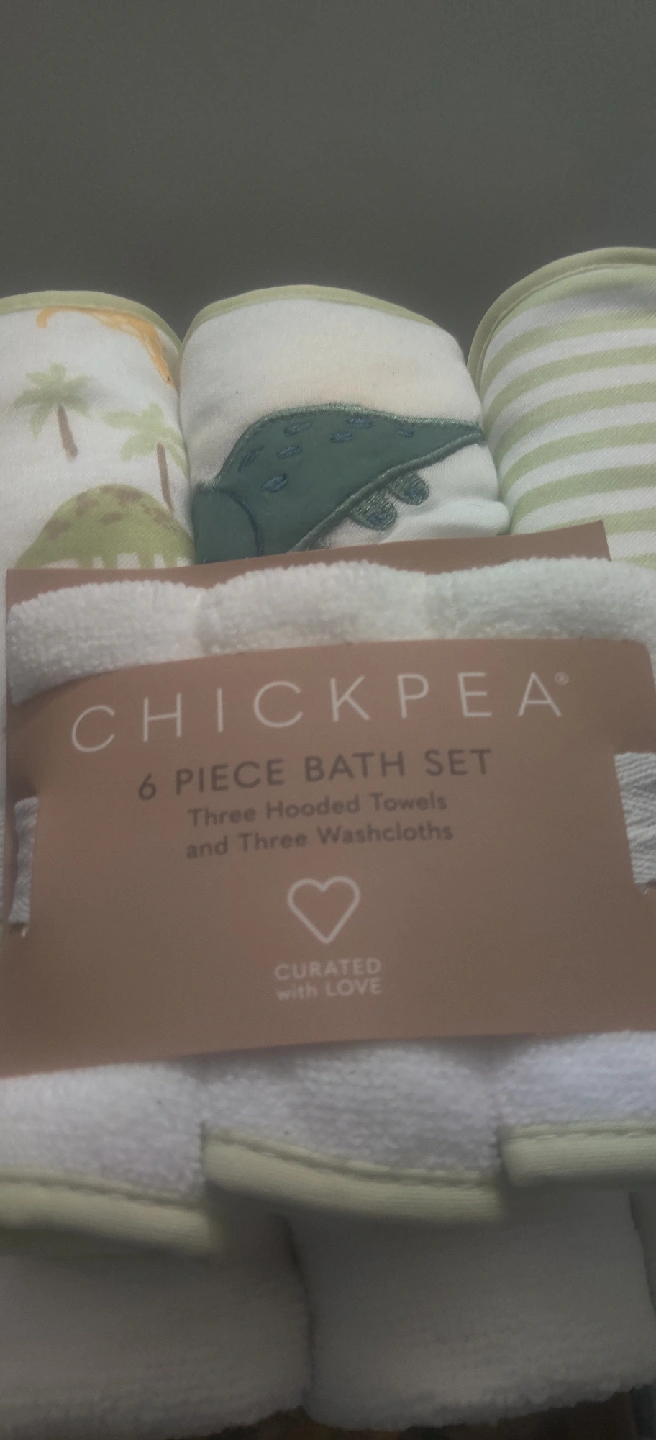 CHICKPEA®
6 PIECE BATH SET
Three Hooded Towels
and Three Washcloths
CURATED
with LOVE